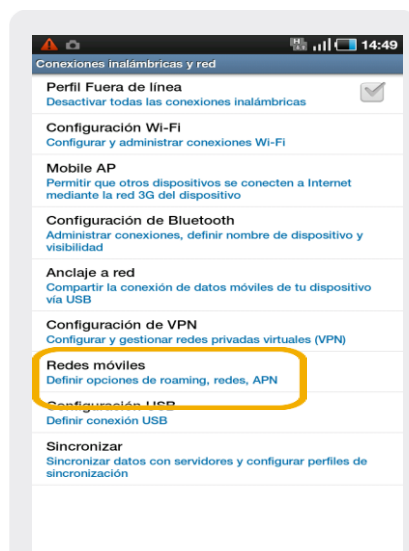 14:49
Conexiones inalámbricas y red
Perfil Fuera de línea
Desactivar todas las conexiones inalámbricas
Configuración Wi-Fi
Configurar y administrar conexiones Wi-Fi
Mobile AP
Permitir que otros dispositivos se conecten a Internet
mediante la red 3G del dispositivo
Configuración de Bluetooth
Administrar conexiones, definir nombre de dispositivo y
visibilidad
Anclaje a red
Compartir la conexión de datos móviles de tu dispositivo
vía USB
Configuración de VPN
Configurar y gestionar redes privadas virtuales (VPN)
Redes móviles
Definir opciones de roaming, redes, APN
Configuración USB
Definir conexión USB
Sincronizar
Sincronizar datos con servidores y configurar perfiles de
sincronización